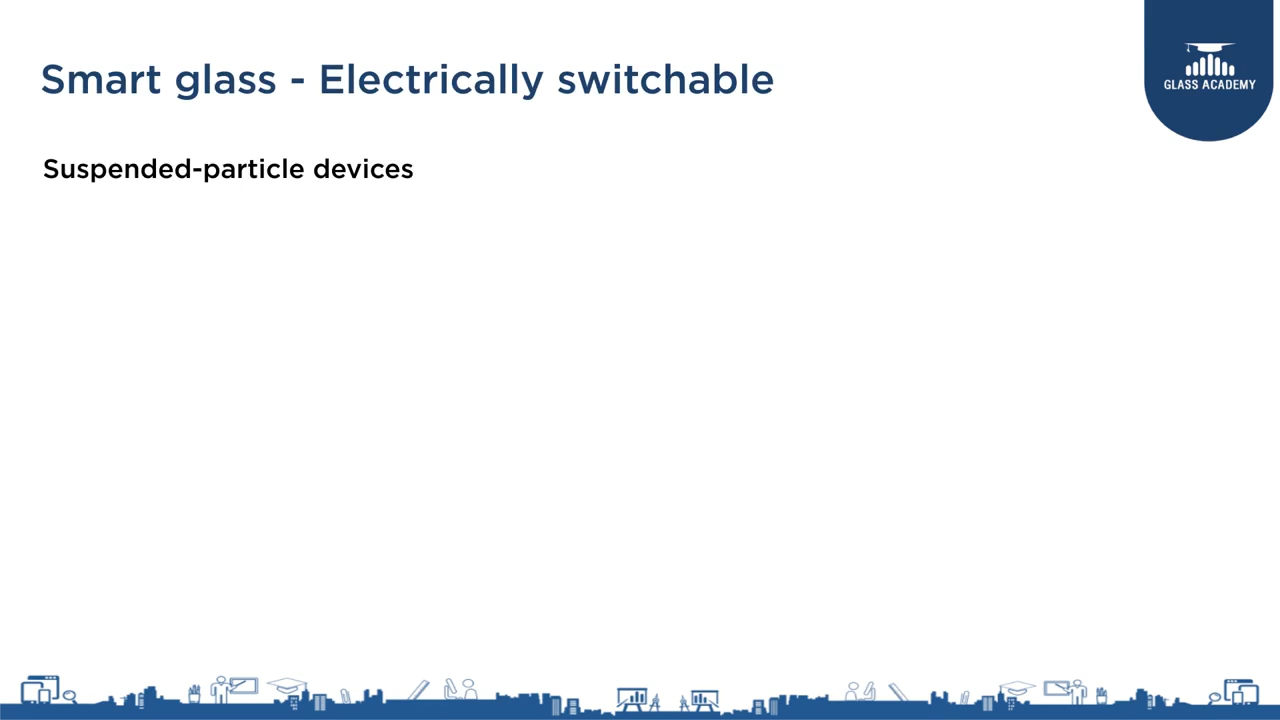 Smart glass - Electrically switchable
GLASS ACADEMY
Suspended-particle devices